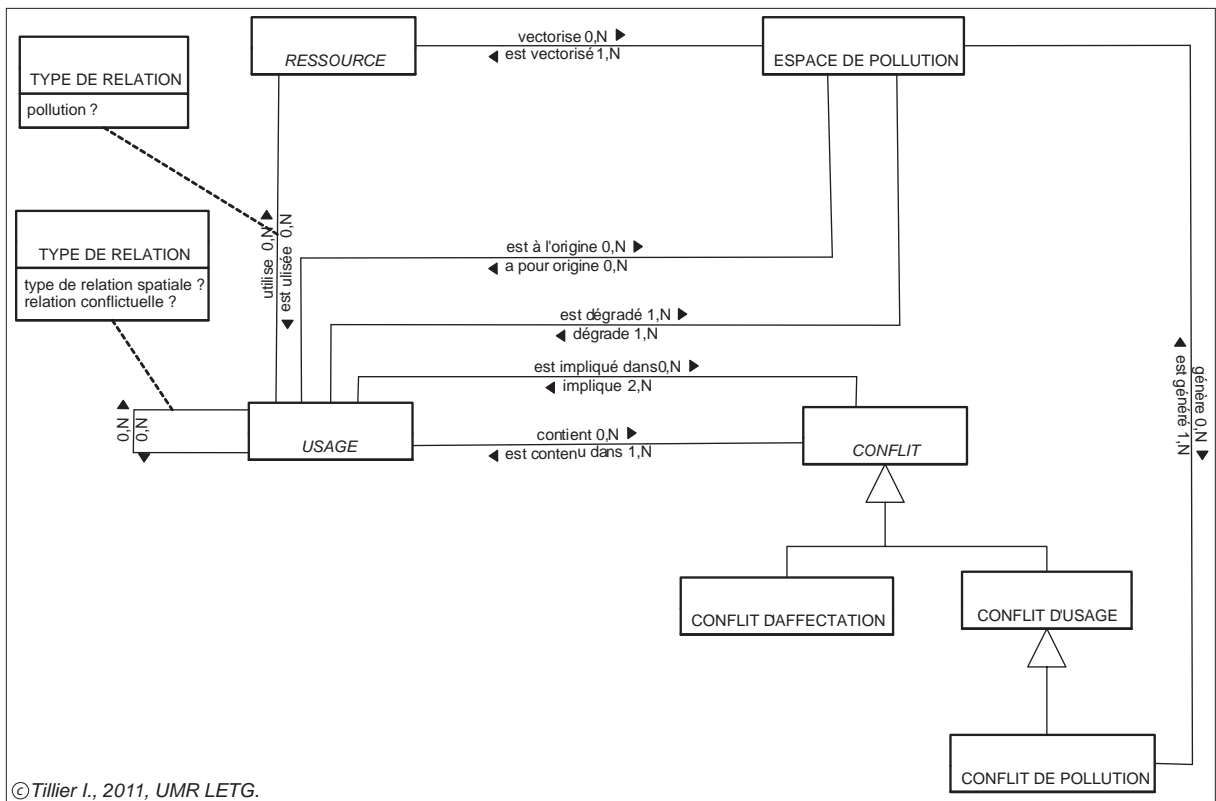 RESSOURCE
vectorise 0,N ▶
◀ est vectorisé 1,N
ESPACE DE POLLUTION
TYPE DE RELATION
pollution ?
utilise 0,N ▶
◀ est ulisée 0,N
TYPE DE RELATION
type de relation spatiale ?
relation conflictuelle ?
est à l'origine 0,N ▶
◀ a pour origine 0,N
est dégradé 1,N ▶
◀ dégrade 1,N
est impliqué dans0,N ▶
◀ implique 2,N
0,N ▶
◀ 0,N
USAGE
contient 0,N ▶
◀ est contenu dans 1,N
CONFLIT
génère 0,N ▶
◀ est généré 1,N
CONFLIT D'AFFECTATION
CONFLIT D'USAGE
CONFLIT DE POLLUTION
©Tillier I., 2011, UMR LETG.